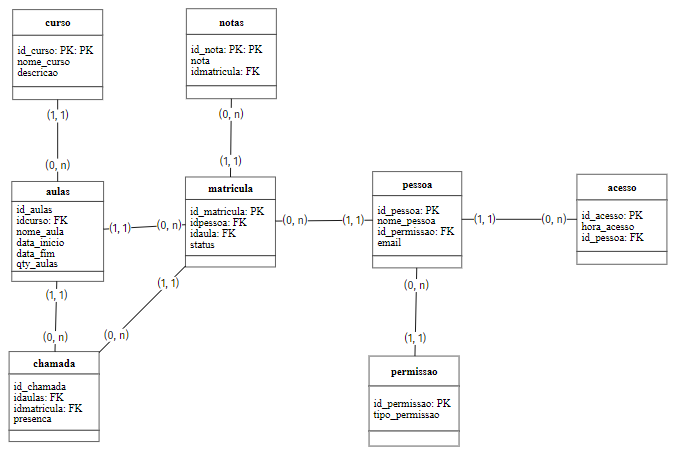 curso
id_curso: PK: PK
nome_curso
descricao
notas
id_nota: PK: PK
nota
idmatricula: FK
(1, 1)
(0, n)
(0, n)
(1, 1)
aulas
id_aulas
idcurso: FK
nome_aula
data_inicio
data_fim
qty_aulas
(1, 1)
(0, n)
matricula
id_matricula: PK
idpessoa: FK
idaula: FK
status
(0, n)
(1, 1)
pessoa
id_pessoa: PK
nome_pessoa
id_permissao: FK
email
(1, 1)
(0, n)
acesso
id_acesso: PK
hora_acesso
id_pessoa: FK
(1, 1)
(0, n)
(1, 1)
(0, n)
(0, n)
(1, 1)
chamada
id_chamada
idaulas: FK
idmatricula: FK
presenca
permissao
id_permissao: PK
tipo_permissao